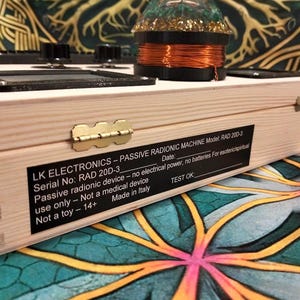 LK ELECTRONICS – PASSIVE RADIONIC MACHINE Model: RAD 20D-3
Serial No: RAD 20D-3 Date:
Passive radionic device – no electrical power, no batteries For esoteric/spiritual
use only – Not a medical device TEST OK
Not a toy – 14+ Made in Italy